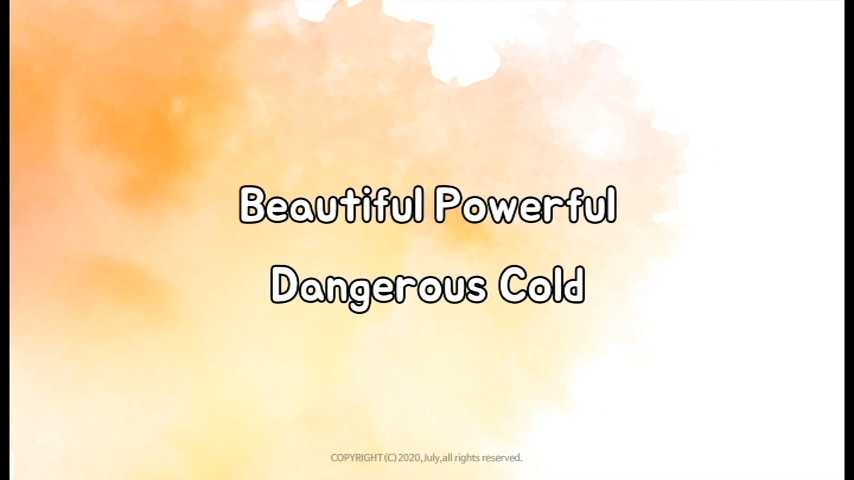 Beautiful Powerful
Dangerous Cold
COPYRIGHT (C) 2020, July, all rights reserved.